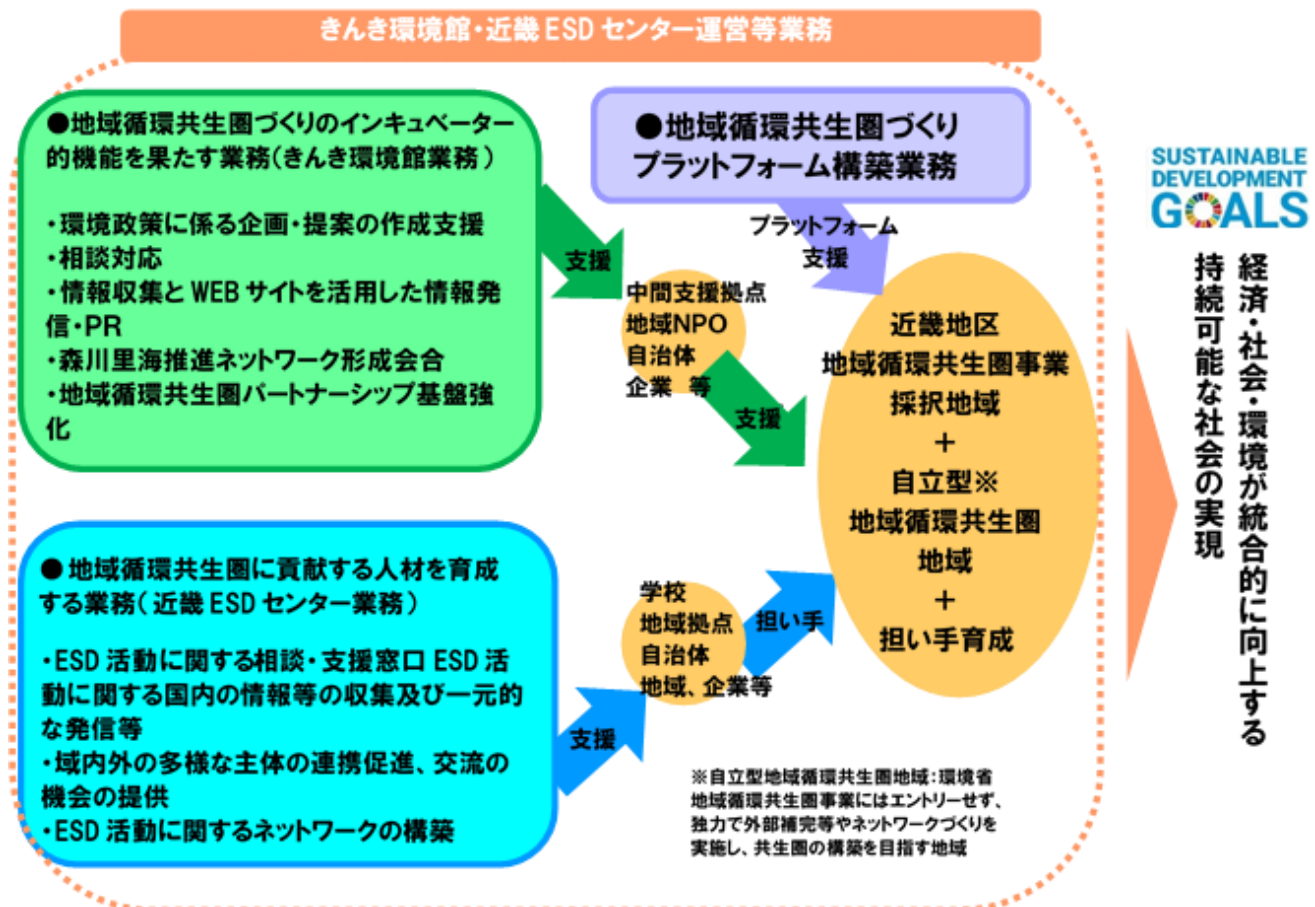 きんき環境館・近畿ESDセンター運営等業務
●地域循環共生圏づくりのインキュベーター
的機能を果たす業務(きんき環境館業務)
・環境政策に係る企画・提案の作成支援
・相談対応
・情報収集とWEBサイトを活用した情報発
信・PR
・森川里海推進ネットワーク形成会合
・地域循環共生圏パートナーシップ基盤強
化
●地域循環共生圏づくり
プラットフォーム構築業務
支援
プラットフォーム
支援
中間支援拠点
地域NPO
自治体
企業 等
支援
近畿地区
地域循環共生圏事業
採択地域
+
自立型※
地域循環共生圏
地域
+
担い手育成
●地域循環共生圏に貢献する人材を育成
する業務(近畿ESDセンター業務)
・ESD活動に関する相談・支援窓口ESD活
動に関する国内の情報等の収集及び一元的
な発信等
・域内外の多様な主体の連携促進、交流の
機会の提供
・ESD活動に関するネットワークの構築
支援
学校
地域拠点
自治体
地域、企業等
担い手
※自立型地域循環共生圏地域:環境省
地域循環共生圏事業にはエントリーせず、
独力で外部補完等やネットワークづくりを
実施し、共生圏の構築を目指す地域
SUSTAINABLE
DEVELOPMENT
GOALS
経済・社会・環境が統合的に向上する
持続可能な社会の実現